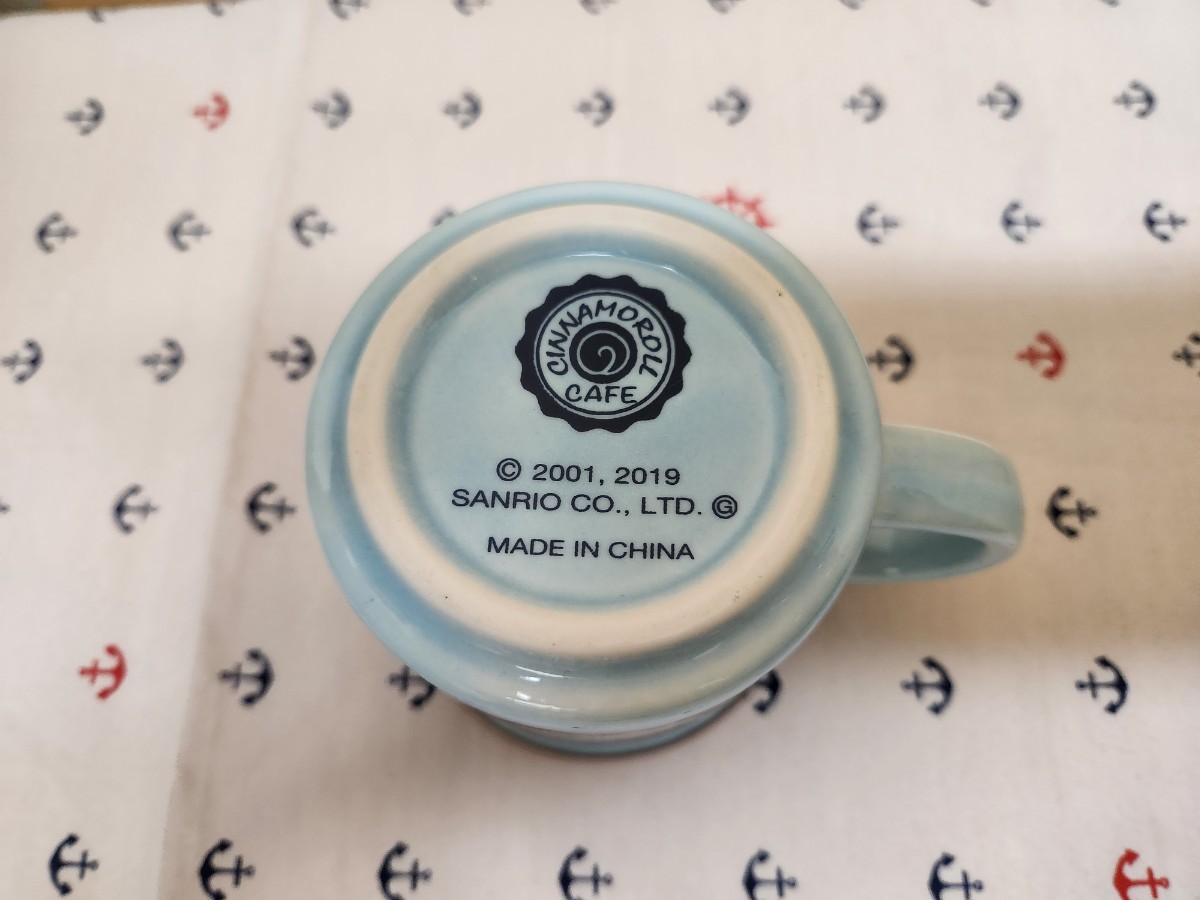 CINNAMOROLL
CAFE
© 2001, 2019
SANRIO CO., LTD. Ⓖ
MADE IN CHINA